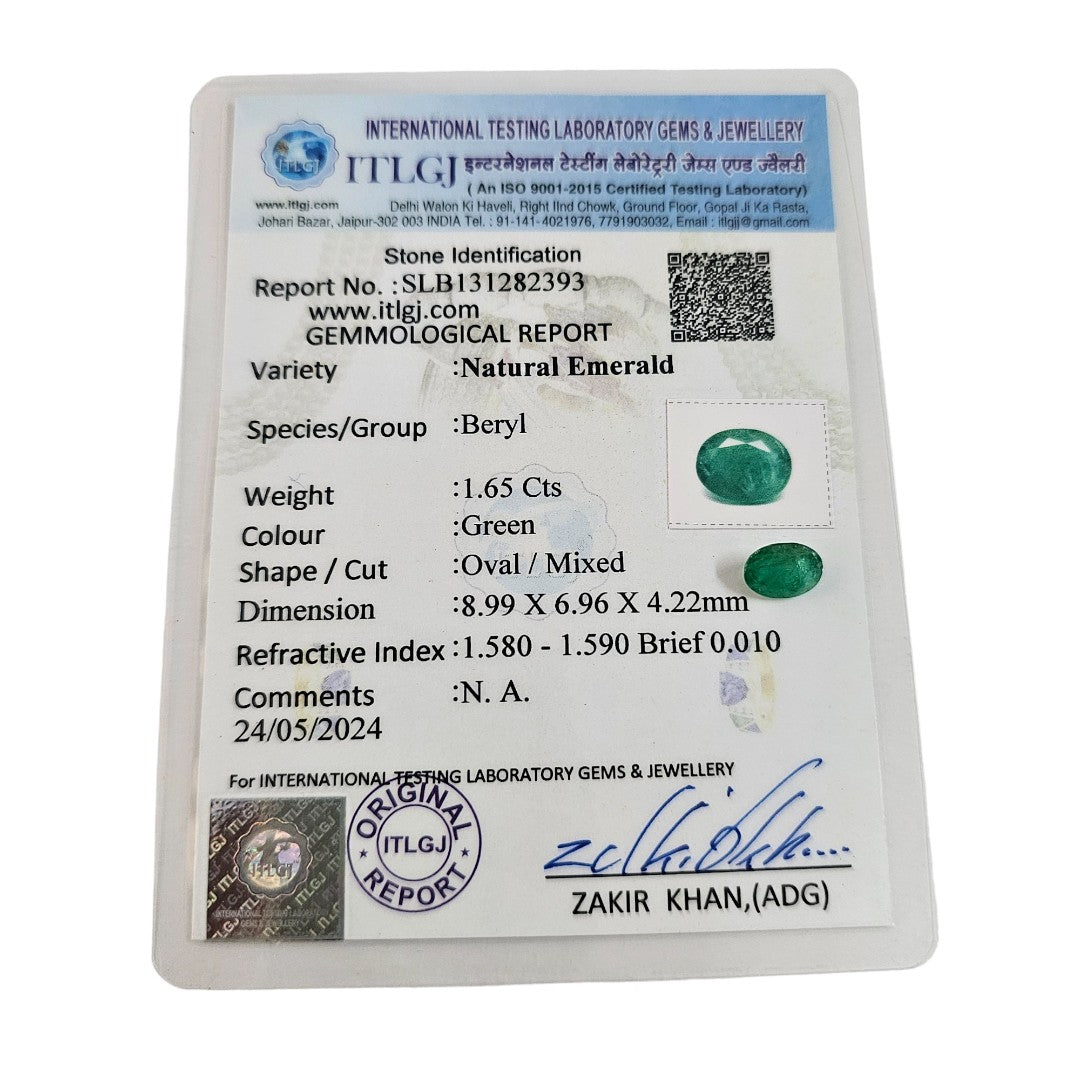 INTERNATIONAL TESTING LABORATORY GEMS & JEWELLERY
ITLGJ
ITLGJ इन्टरनेशनल टेस्टींग लेबोरेट्री जेम्स एण्ड ज्वैलरी
( An ISO 9001-2015 Certified Testing Laboratory)
www.itlgj.com Delhi Walon Ki Haveli, Right IInd Chowk, Ground Floor, Gopal Ji Ka Rasta,
Johari Bazar, Jaipur-302 003 INDIA Tel. : 91-141-4021976, 7791903032, Email : itlgjj@gmail.com
Stone Identification
Report No. :SLB131282393
www.itlgj.com
GEMMOLOGICAL REPORT
Variety :Natural Emerald
Species/Group :Beryl
Weight :1.65 Cts
Colour :Green
Shape / Cut :Oval / Mixed
Dimension :8.99 X 6.96 X 4.22mm
Refractive Index :1.580 - 1.590 Brief 0.010
Comments :N. A.
24/05/2024
For INTERNATIONAL TESTING LABORATORY GEMS & JEWELLERY
ORIGINAL
ITLGJ
REPORT
ITLGJ
INTERNATIONAL TESTING LABORATORY
GEMS & JEWELLERY
ZAKIR KHAN,(ADG)